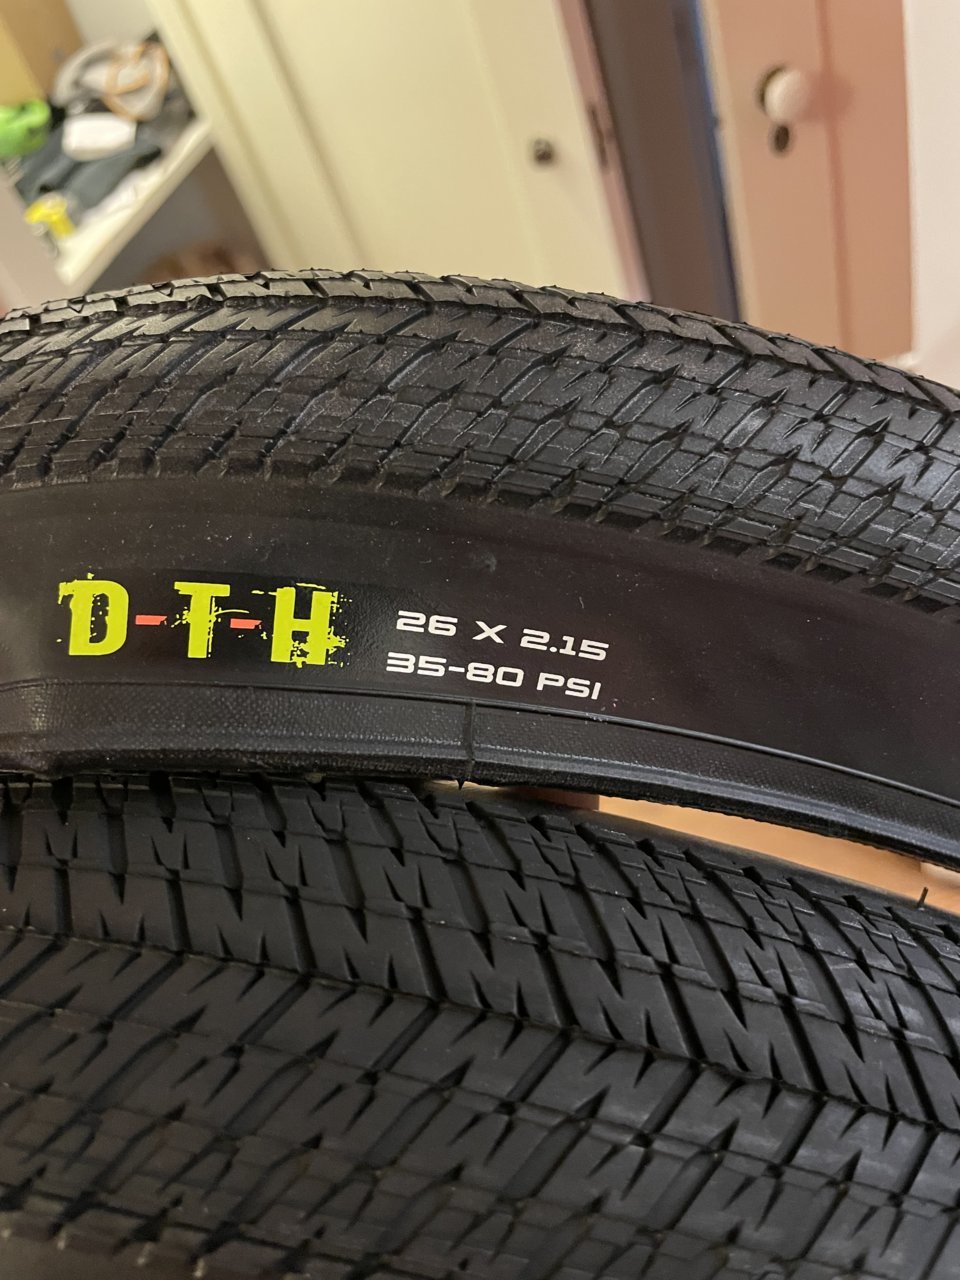 D-T-H
26 X 2.15
35-80 PSI